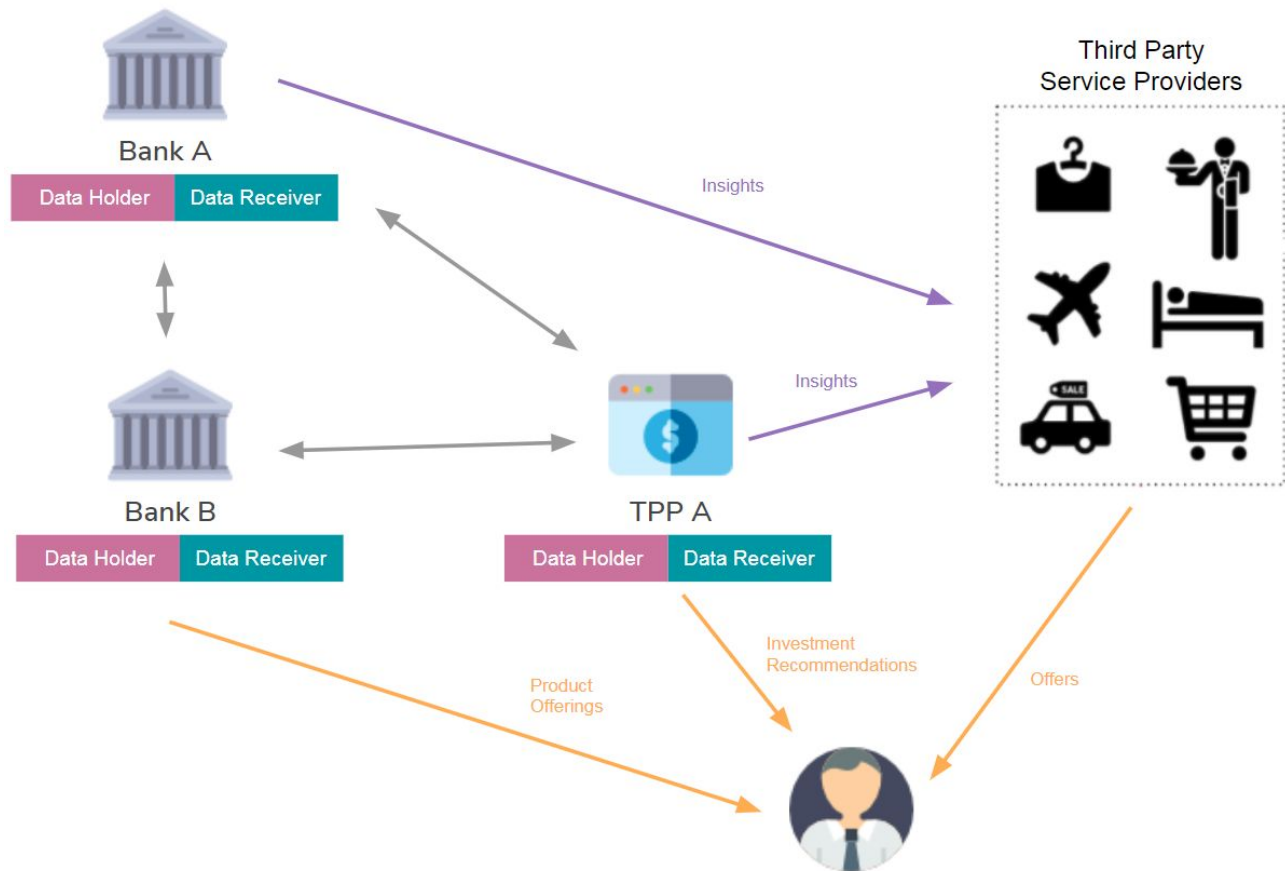 Third Party
Service Providers
Bank A
Data Holder Data Receiver
Insights
Insights
SALE
Bank B
Data Holder Data Receiver
TPP A
Data Holder Data Receiver
Investment
Recommendations
Product
Offerings
Offers